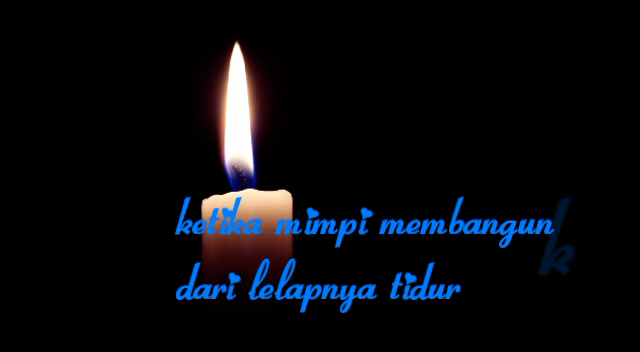 ketika mimpi membangun
k
dari lelapnya tidur